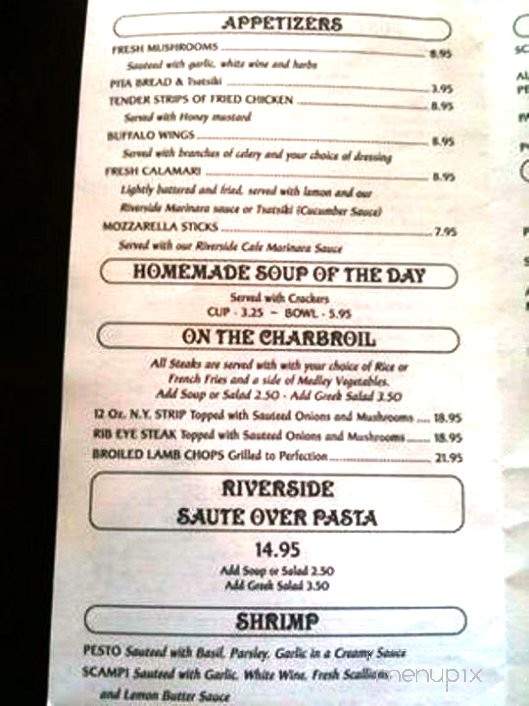 APPETIZERS
FRESH MUSHROOMS 8.95
Sauteed with garlic, white wine and herbs
PITA BREAD & Tsatsiki 3.95
TENDER STRIPS OF FRIED CHICKEN 8.95
Served with Honey mustard
BUFFALO WINGS 8.95
Served with branches of celery and your choice of dressing
FRESH CALAMARI 8.95
Lightly battered and fried, served with lemon and our
Riverside Marinara sauce or Tsatsiki (Cucumber Sauce)
MOZZARELLA STICKS 7.95
Served with our Riverside Cafe Marinara Sauce
HOMEMADE SOUP OF THE DAY
Served with Crackers
CUP - 3.25 ~ BOWL - 5.95
ON THE CHARBROIL
All Steaks are served with with your choice of Rice or
French Fries and a side of Medley Vegetables.
Add Soup or Salad 2.50 - Add Greek Salad 3.50
12 Oz. N.Y. STRIP Topped with Sauteed Onions and Mushrooms .... 18.95
RIB EYE STEAK Topped with Sauteed Onions and Mushrooms 18.95
BROILED LAMB CHOPS Grilled to Perfection 21.95
RIVERSIDE
SAUTE OVER PASTA
14.95
Add Soup or Salad 2.50
Add Greek Salad 3.50
SHRIMP
PESTO Sauteed with Basil, Parsley, Garlic in a Creamy Sauce
SCAMPI Sauteed with Garlic, White Wine, Fresh Scallions
and Lemon Butter Sauce
menupix